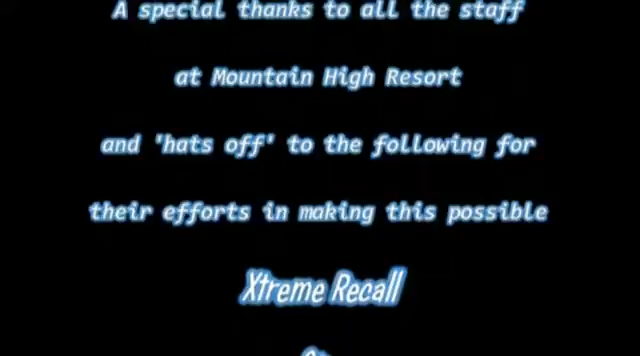 A special thanks to all the staff
at Mountain High Resort
and 'hats off' to the following for
their efforts in making this possible
Xtreme Recall